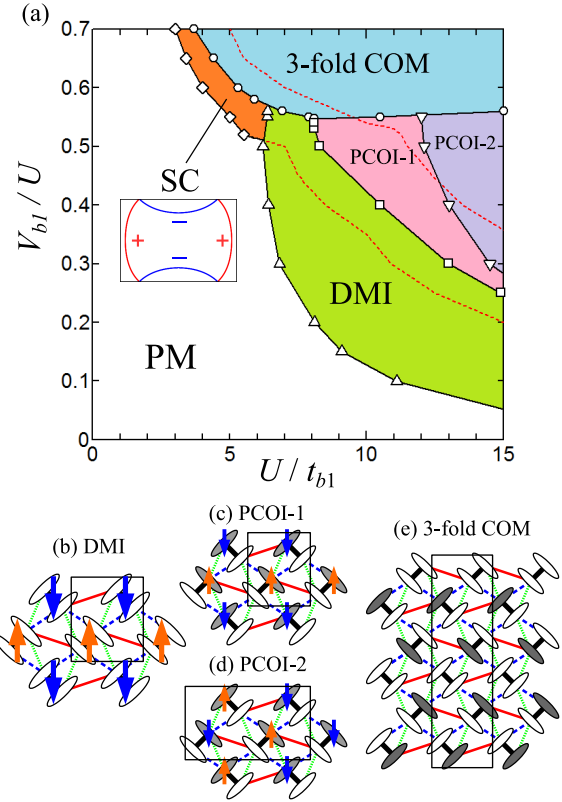 (a)
0.7
0.6
0.5
0.4
0.3
0.2
0.1
0
V_{b1} / U
3-fold COM
PCOI-1
PCOI-2
SC
+ − − +
DMI
PM
0 5 10 15
U / t_{b1}
(b) DMI
(c) PCOI-1
(d) PCOI-2
(e) 3-fold COM